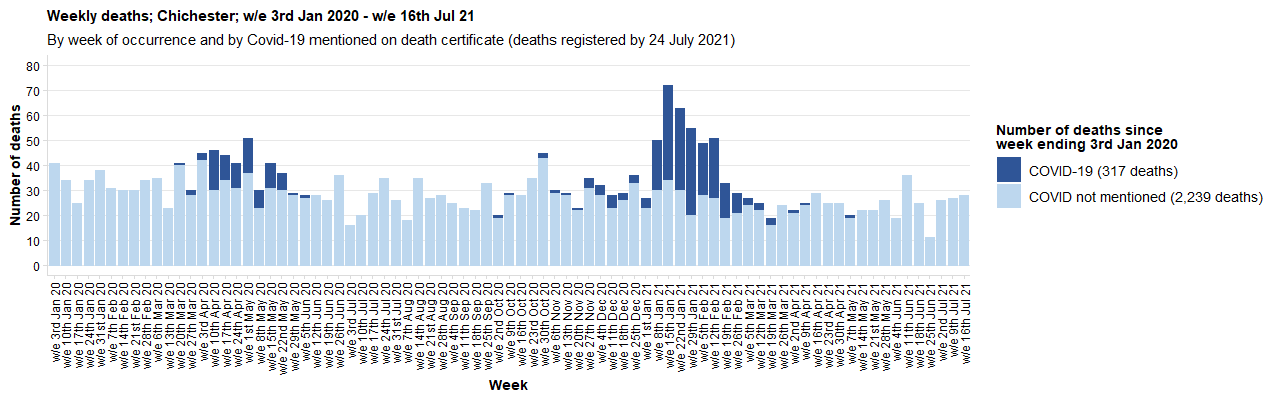 Weekly deaths; Chichester; w/e 3rd Jan 2020 - w/e 16th Jul 21
By week of occurrence and by Covid-19 mentioned on death certificate (deaths registered by 24 July 2021)
Number of deaths
80
70
60
50
40
30
20
10
0
w/e 3rd Jan 20
w/e 10th Jan 20
w/e 17th Jan 20
w/e 24th Jan 20
w/e 31st Jan 20
w/e 7th Feb 20
w/e 14th Feb 20
w/e 21st Feb 20
w/e 28th Feb 20
w/e 6th Mar 20
w/e 13th Mar 20
w/e 20th Mar 20
w/e 27th Mar 20
w/e 3rd Apr 20
w/e 10th Apr 20
w/e 17th Apr 20
w/e 24th Apr 20
w/e 1st May 20
w/e 8th May 20
w/e 15th May 20
w/e 22nd May 20
w/e 29th May 20
w/e 5th Jun 20
w/e 12th Jun 20
w/e 19th Jun 20
w/e 26th Jun 20
w/e 3rd Jul 20
w/e 10th Jul 20
w/e 17th Jul 20
w/e 24th Jul 20
w/e 31st Jul 20
w/e 7th Aug 20
w/e 14th Aug 20
w/e 21st Aug 20
w/e 28th Aug 20
w/e 4th Sep 20
w/e 11th Sep 20
w/e 18th Sep 20
w/e 25th Sep 20
w/e 2nd Oct 20
w/e 9th Oct 20
w/e 16th Oct 20
w/e 23rd Oct 20
w/e 30th Oct 20
w/e 6th Nov 20
w/e 13th Nov 20
w/e 20th Nov 20
w/e 27th Nov 20
w/e 4th Dec 20
w/e 11th Dec 20
w/e 18th Dec 20
w/e 25th Dec 20
w/e 1st Jan 21
w/e 8th Jan 21
w/e 15th Jan 21
w/e 22nd Jan 21
w/e 29th Jan 21
w/e 5th Feb 21
w/e 12th Feb 21
w/e 19th Feb 21
w/e 26th Feb 21
w/e 5th Mar 21
w/e 12th Mar 21
w/e 19th Mar 21
w/e 26th Mar 21
w/e 2nd Apr 21
w/e 9th Apr 21
w/e 16th Apr 21
w/e 23rd Apr 21
w/e 30th Apr 21
w/e 7th May 21
w/e 14th May 21
w/e 21st May 21
w/e 28th May 21
w/e 4th Jun 21
w/e 11th Jun 21
w/e 18th Jun 21
w/e 25th Jun 21
w/e 2nd Jul 21
w/e 9th Jul 21
w/e 16th Jul 21
Week
Number of deaths since
week ending 3rd Jan 2020
COVID-19 (317 deaths)
COVID not mentioned (2,239 deaths)